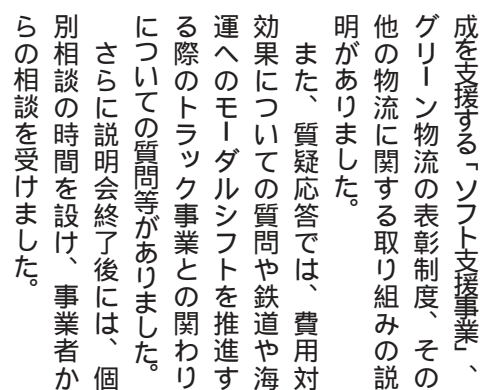 成を支援する「ソフト支援事業」、
グリーン物流の表彰制度、その
他の物流に関する取り組みの説
明がありました。
また、質疑応答では、費用対
効果についての質問や鉄道や海
運へのモーダルシフトを推進す
る際のトラック事業との関わり
についての質問等がありました。
さらに説明会終了後には、個
別相談の時間を設け、事業者か
らの相談を受けました。